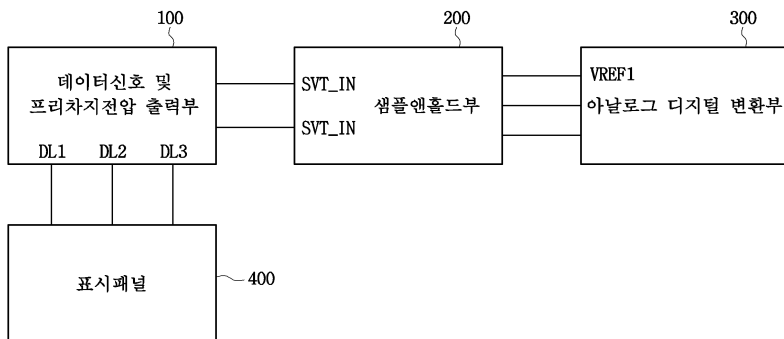 100
200
300
데이터신호 및
프리차지전압 출력부
SVT_IN
SVT_IN
샘플앤홀드부
VREF1
아날로그 디지털 변환부
DL1 DL2 DL3
표시패널
400